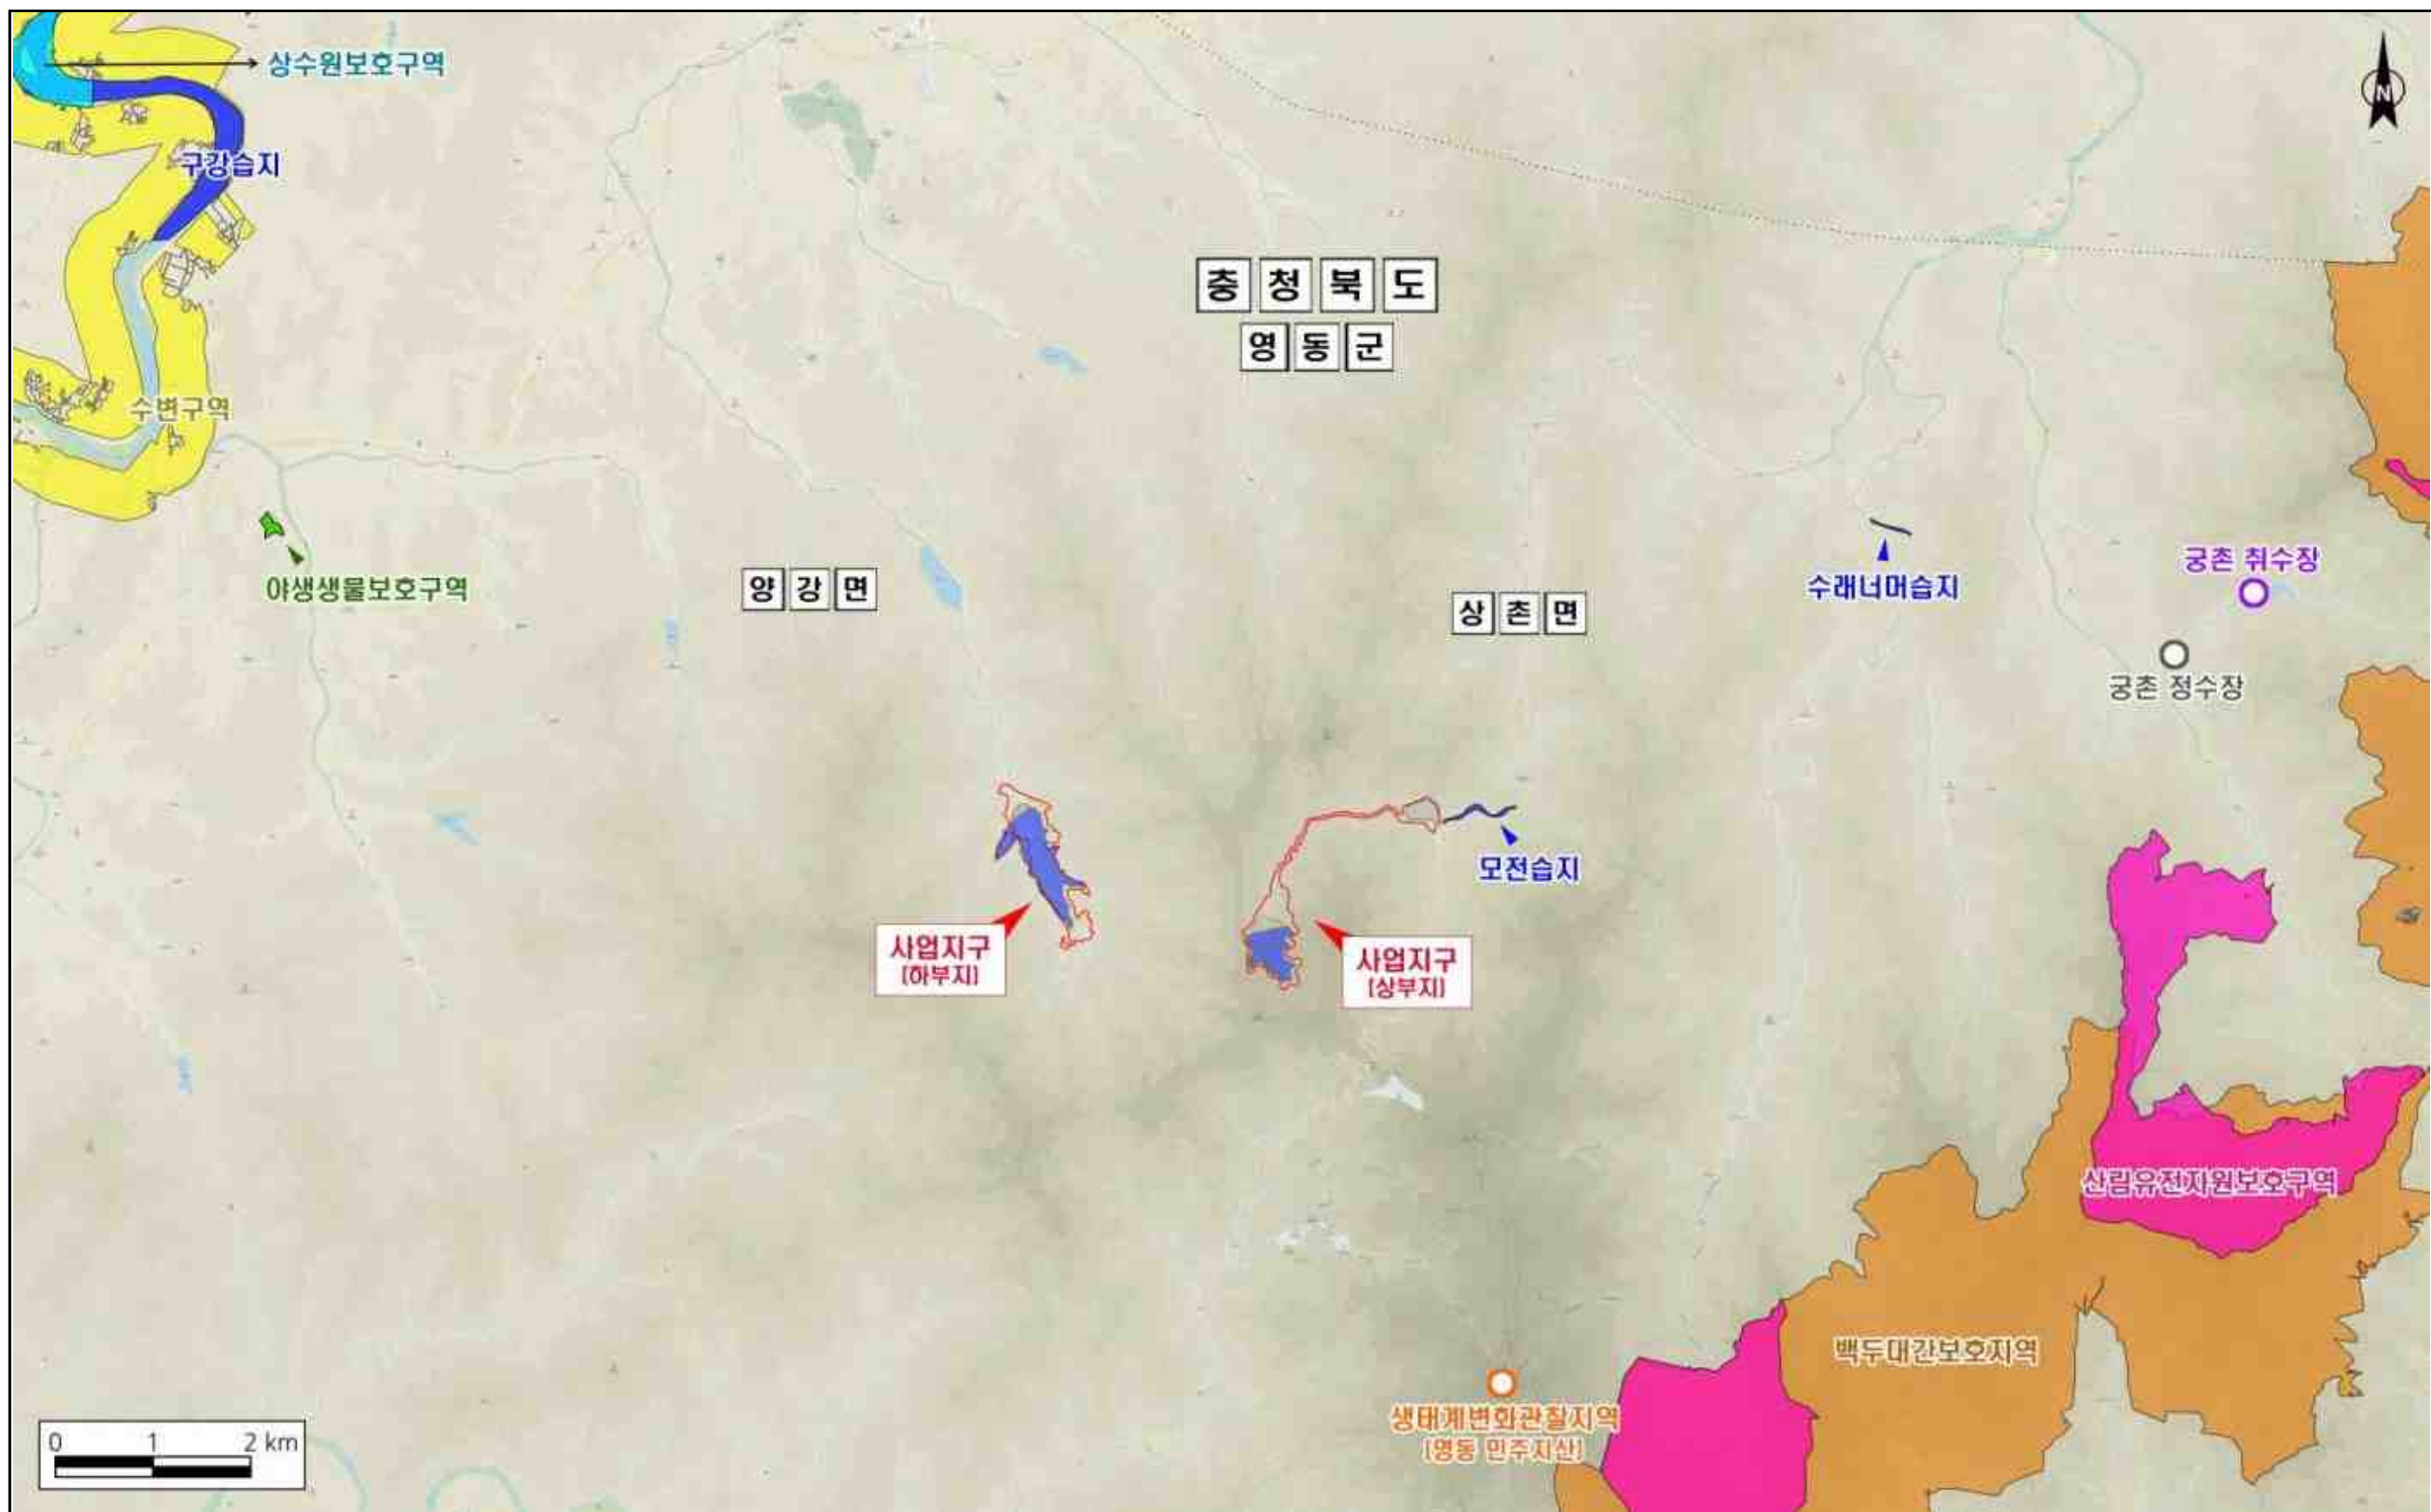 상수원보호구역
N
구강습지
충청북도
영동군
수변구역
궁촌 취수장
야생생물보호구역
양강면
상촌면
수래너머습지
궁촌 정수장
모전습지
사업지구
(하부지)
사업지구
(상부지)
산림유전자원보호구역
백두대간보호지역
생태계변화관찰지역
(영동 민주지산)
0 1 2 km